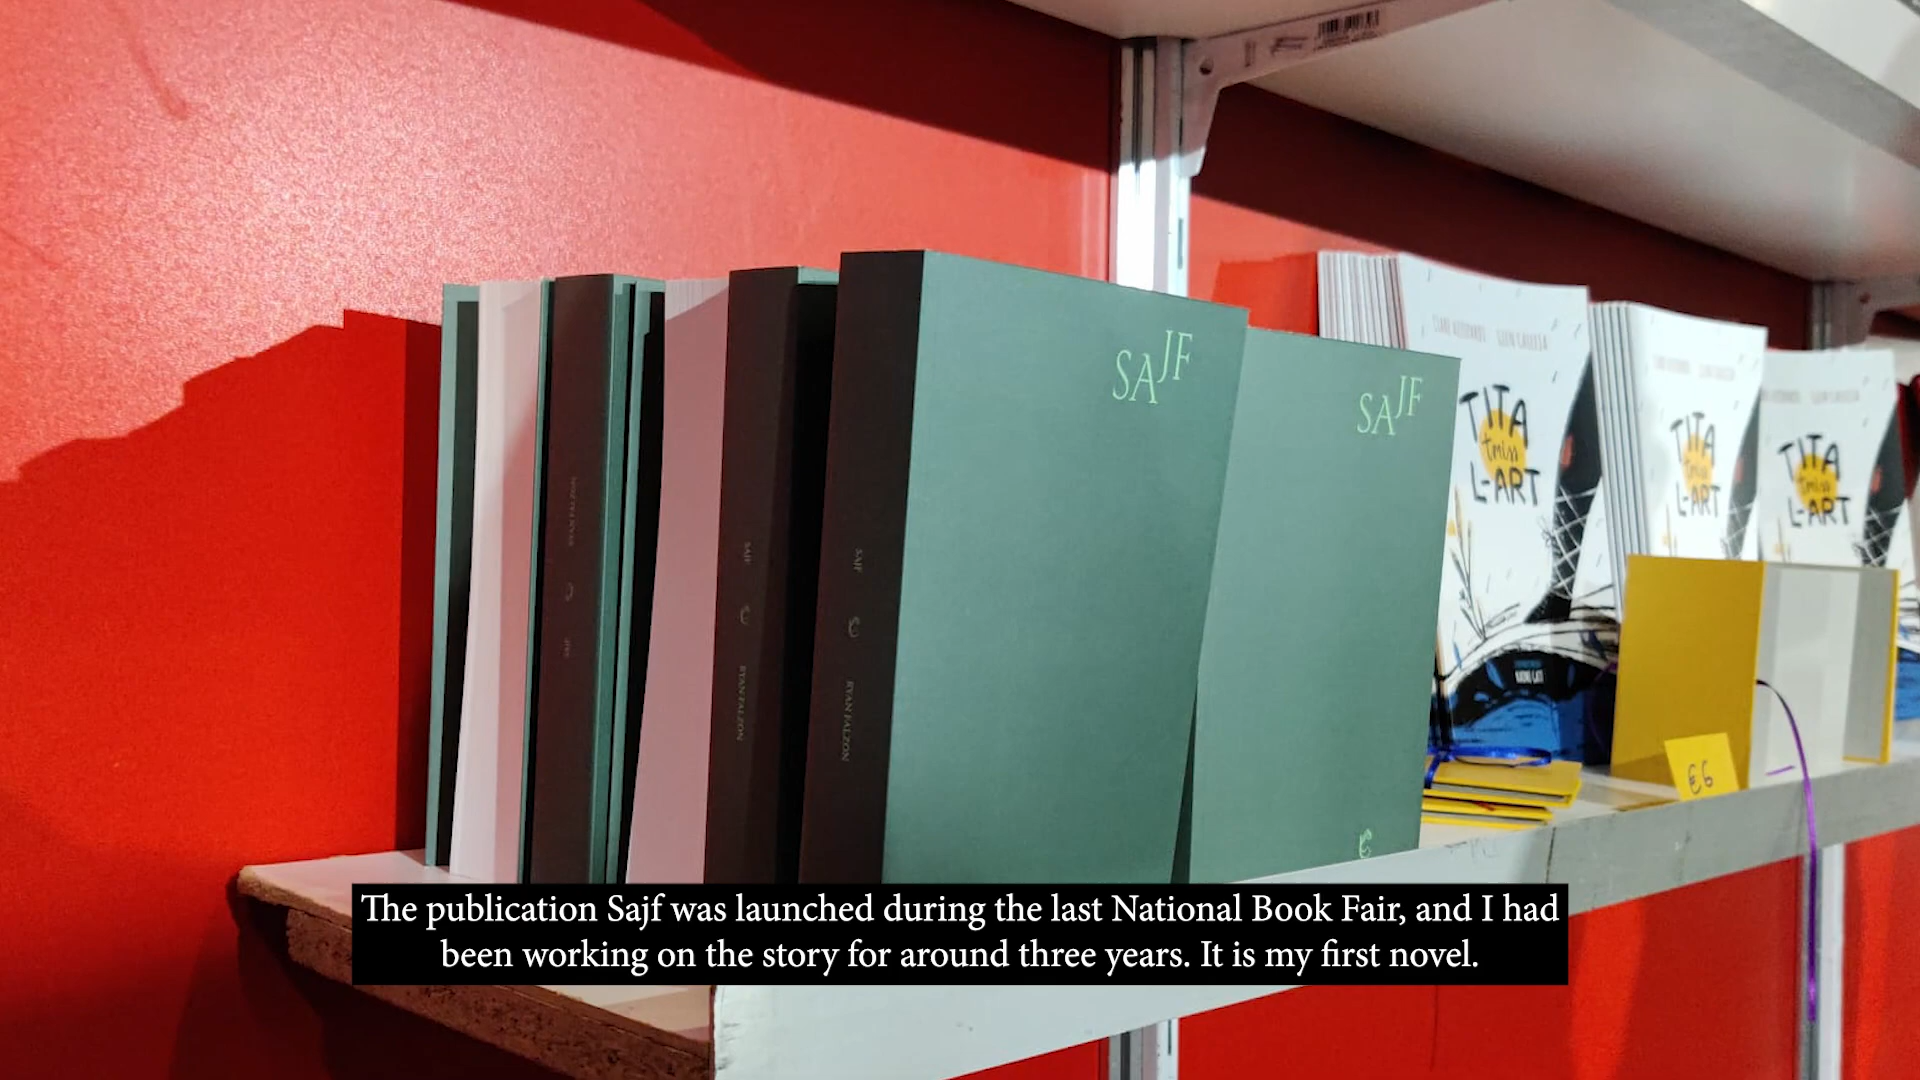 SAJF
SAJF
SAJF
RYAN FALZON
SAJF
RYAN FALZON
TITA
tmiss
L-ART
TITA
tmiss
L-ART
TITA
tmiss
L-ART
€6
The publication Sajf was launched during the last National Book Fair, and I had
been working on the story for around three years. It is my first novel.